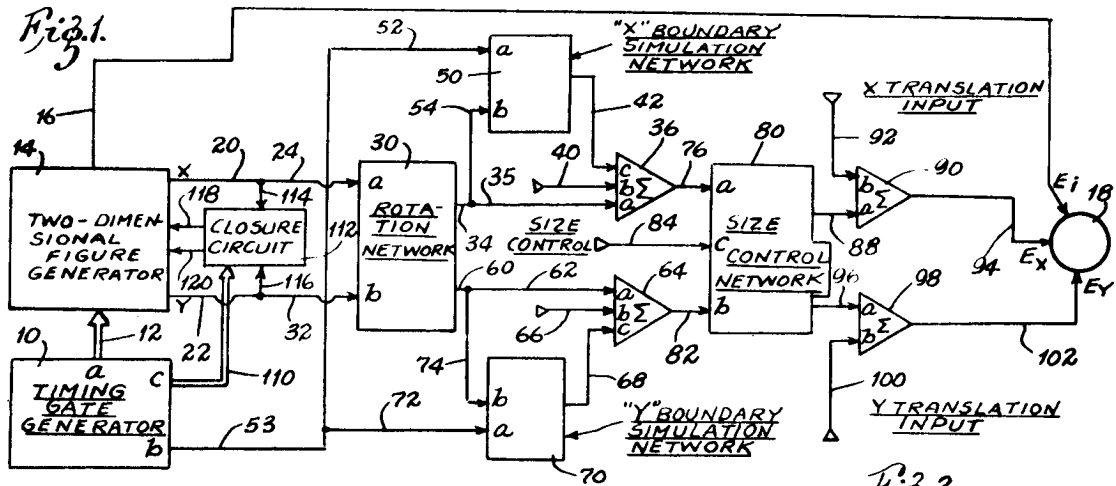 Fig.1.
52
"X" BOUNDARY
SIMULATION
NETWORK
a
50
b
16
54
42
X TRANSLATION
INPUT
92
14
TWO-DIMEN-
SIONAL
FIGURE
GENERATOR
X
20
24
114
118
120
CLOSURE
CIRCUIT
112
116
Y
22
32
30
a
ROTA-
TION
NETWORK
b
34
35
40
36
c
b
a
Σ
76
80
a
SIZE
CONTROL
NETWORK
c
b
SIZE
CONTROL
84
60
62
64
a
b
c
Σ
66
82
90
b
a
Σ
88
Ei
18
EX
94
EY
96
98
a
b
Σ
102
100
10
12
a
c
TIMING
GATE
GENERATOR
b
110
53
74
72
68
b
a
70
"Y" BOUNDARY
SIMULATION
NETWORK
Y TRANSLATION
INPUT